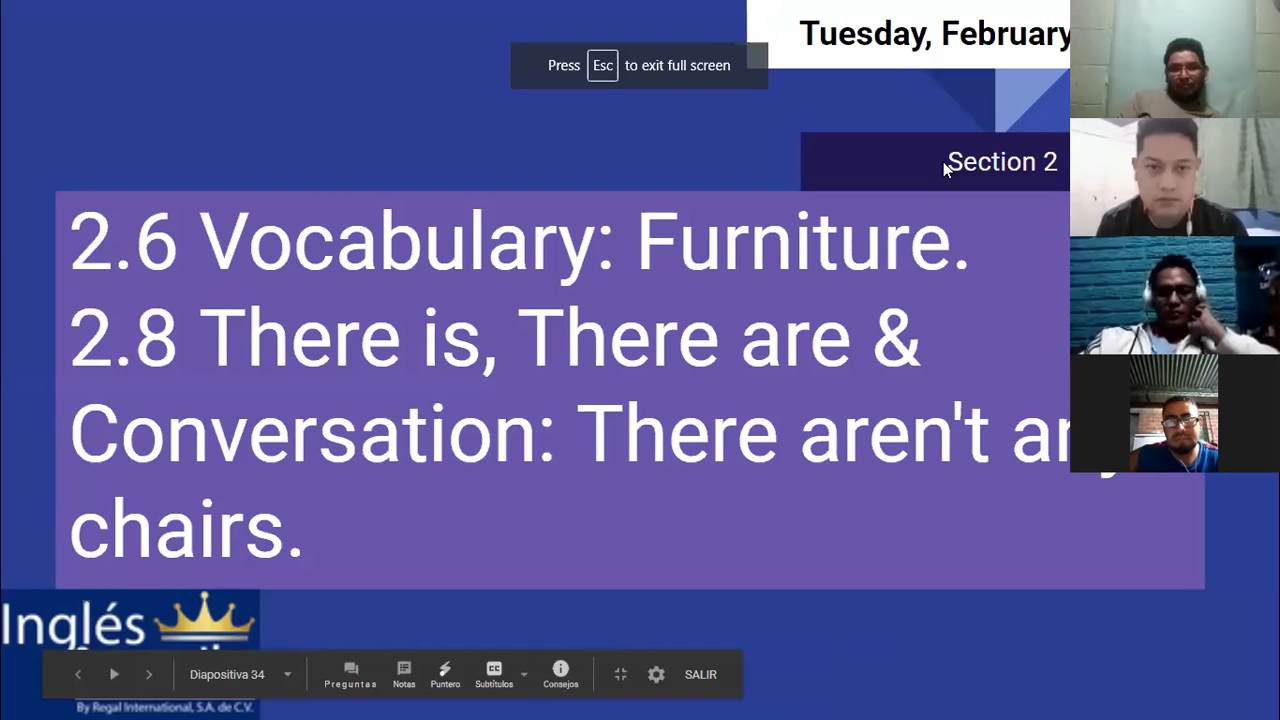 Tuesday, February
Press Esc to exit full screen
Section 2
2.6 Vocabulary: Furniture.
2.8 There is, There are &
Conversation: There aren't
chairs.
Inglés
Diapositiva 34
Preguntas
Notas
Puntero
Subtítulos
Consejos
SALIR
By Regal International, S.A. de C.V.